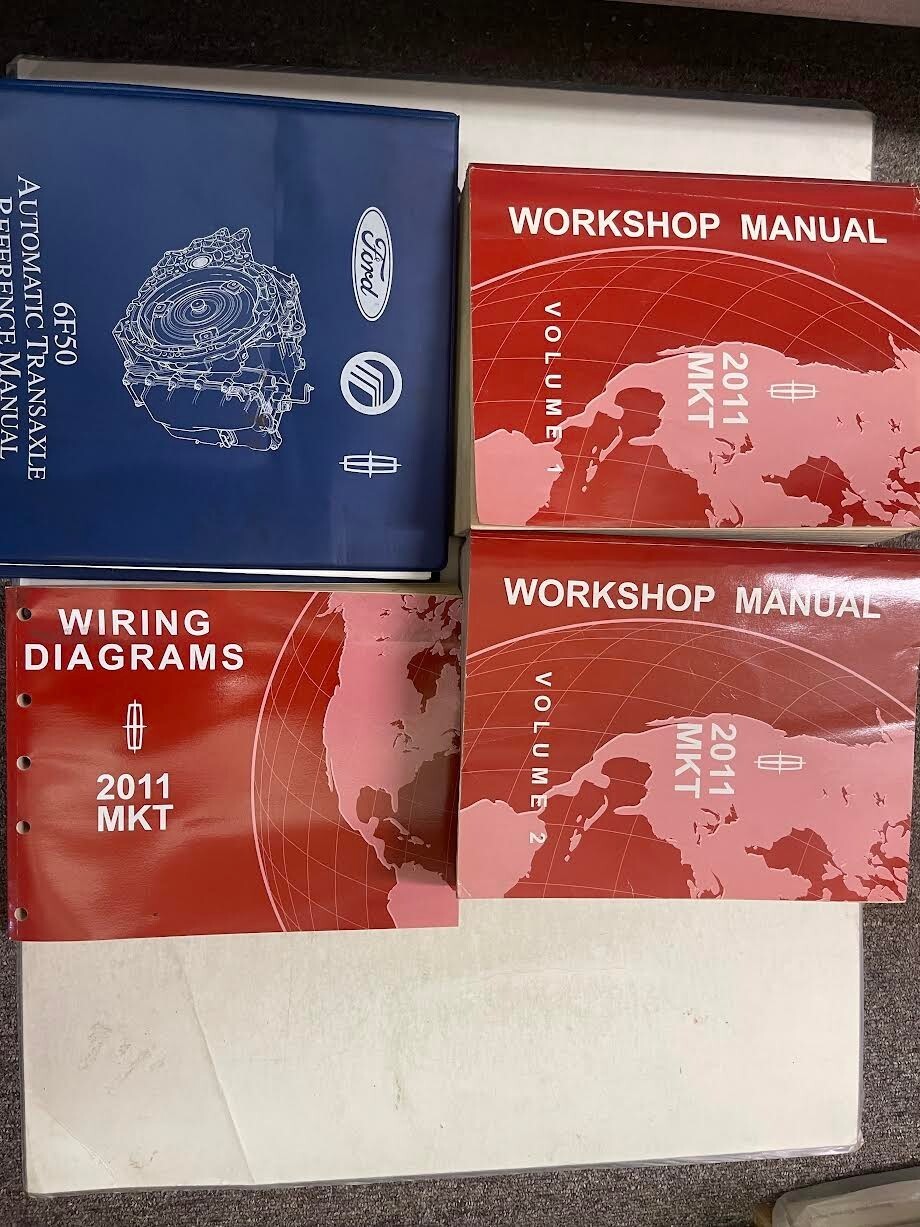 Ford
6F50
AUTOMATIC TRANSAXLE
REFERENCE MANUAL
WORKSHOP MANUAL
VOLUME 1
2011
MKT
WIRING
DIAGRAMS
2011
MKT
WORKSHOP MANUAL
VOLUME 2
2011
MKT